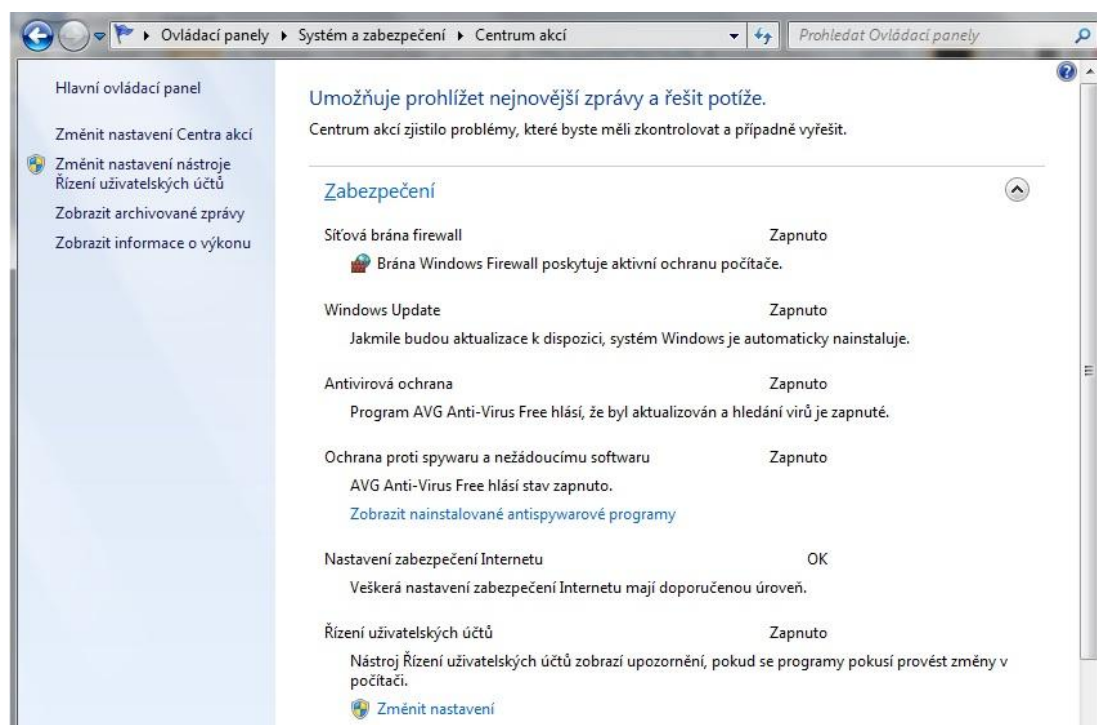 Ovládací panely ▸ Systém a zabezpečení ▸ Centrum akcí
Prohledat Ovládací panely
Hlavní ovládací panel
Změnit nastavení Centra akcí
Změnit nastavení nástroje
Řízení uživatelských účtů
Zobrazit archivované zprávy
Zobrazit informace o výkonu
Umožňuje prohlížet nejnovější zprávy a řešit potíže.
Centrum akcí zjistilo problémy, které byste měli zkontrolovat a případně vyřešit.
Zabezpečení
Síťová brána firewall Zapnuto
Brána Windows Firewall poskytuje aktivní ochranu počítače.
Windows Update Zapnuto
Jakmile budou aktualizace k dispozici, systém Windows je automaticky nainstaluje.
Antivirová ochrana Zapnuto
Program AVG Anti-Virus Free hlásí, že byl aktualizován a hledání virů je zapnuté.
Ochrana proti spywaru a nežádoucímu softwaru Zapnuto
AVG Anti-Virus Free hlásí stav zapnuto.
Zobrazit nainstalované antispywarové programy
Nastavení zabezpečení Internetu OK
Veškerá nastavení zabezpečení Internetu mají doporučenou úroveň.
Řízení uživatelských účtů Zapnuto
Nástroj Řízení uživatelských účtů zobrazí upozornění, pokud se programy pokusí provést změny v
počítači.
Změnit nastavení